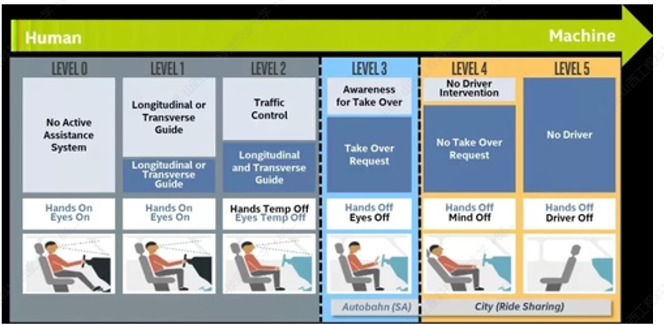 Human
Machine
LEVEL 0
LEVEL 1
LEVEL 2
LEVEL 3
LEVEL 4
LEVEL 5
No Active
Assistance
System
Longitudinal or
Transverse
Guide
Longitudinal or
Transverse
Guide
Traffic
Control
Longitudinal
and Transverse
Guide
Awareness
for Take Over
Take Over
Request
No Driver
Intervention
No Take Over
Request
No Driver
Hands On
Eyes On
Hands On
Eyes On
Hands Temp Off
Eyes Temp Off
Hands Off
Eyes Off
Hands Off
Mind Off
Hands Off
Driver Off
Autobahn (SA)
City (Ride Sharing)